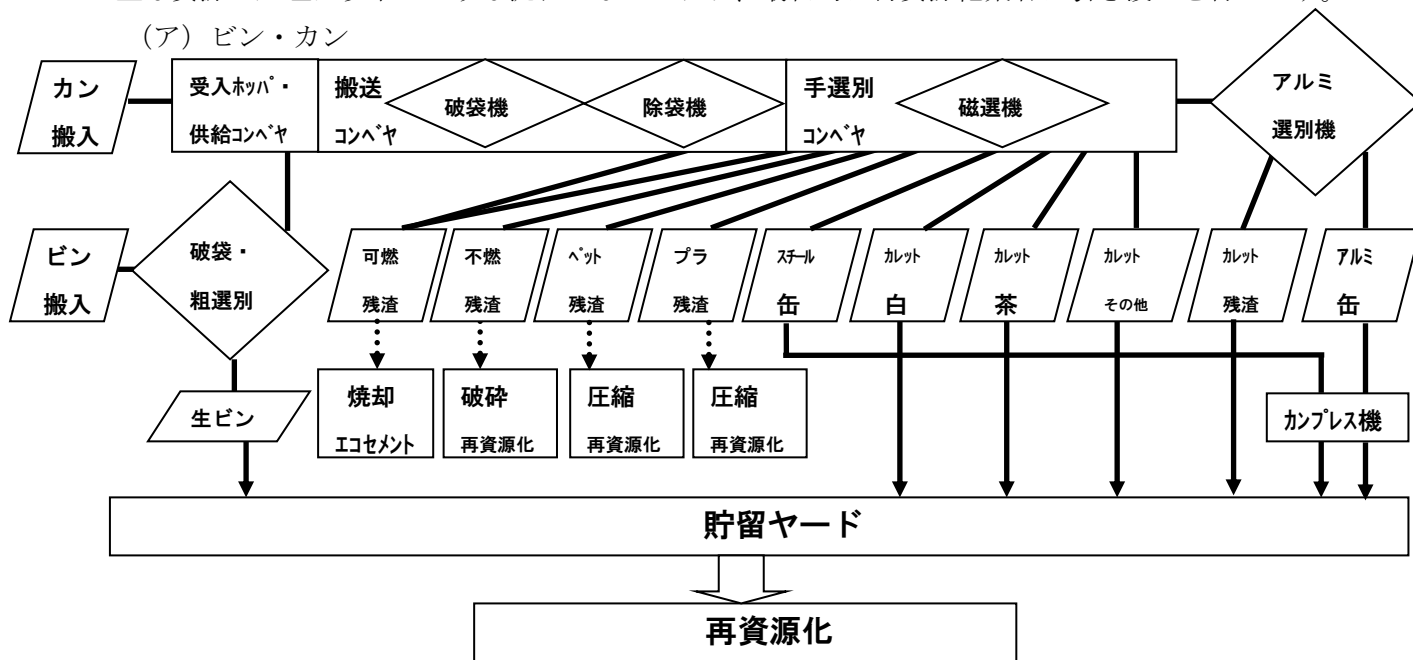 (ア)ビン・カン
カン
搬入
受入ﾎｯﾊﾟ・
供給ｺﾝﾍﾞﾔ
搬送
ｺﾝﾍﾞﾔ
破袋機
除袋機
手選別
ｺﾝﾍﾞﾔ
磁選機
アルミ
選別機
ビン
搬入
破袋・
粗選別
可燃
残渣
不燃
残渣
ﾍﾟｯﾄ
残渣
プラ
残渣
ｽﾁｰﾙ
缶
ｶﾚｯﾄ
白
ｶﾚｯﾄ
茶
ｶﾚｯﾄ
その他
ｶﾚｯﾄ
残渣
アルミ
缶
生ビン
焼却
ｴｺｾﾒﾝﾄ
破砕
再資源化
圧縮
再資源化
圧縮
再資源化
ｶﾝﾌﾟﾚｽ機
貯留ヤード
再資源化